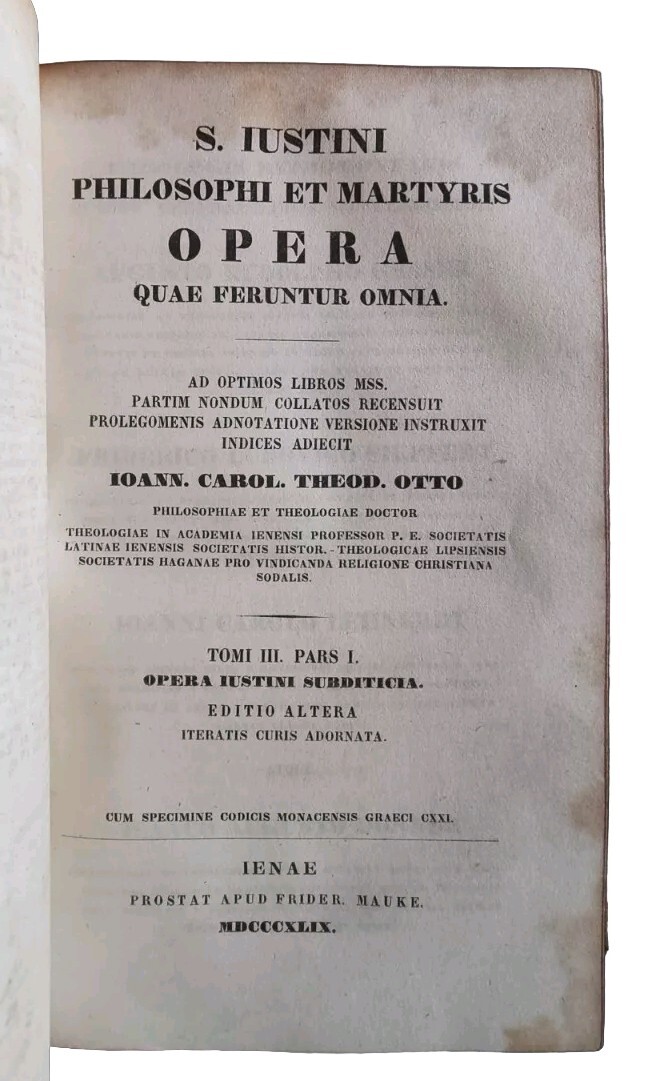 S. IUSTINI
PHILOSOPHI ET MARTYRIS
OPERA
QUAE FERUNTUR OMNIA.
AD OPTIMOS LIBROS MSS.
PARTIM NONDUM COLLATOS RECENSUIT
PROLEGOMENIS ADNOTATIONE VERSIONE INSTRUXIT
INDICES ADIECIT
IOANN. CAROL. THEOD. OTTO
PHILOSOPHIAE ET THEOLOGIAE DOCTOR
THEOLOGIAE IN ACADEMIA IENENSI PROFESSOR P. E. SOCIETATIS
LATINAE IENENSIS SOCIETATIS HISTOR.-THEOLOGICAE LIPSIENSIS
SOCIETATIS HAGANAE PRO VINDICANDA RELIGIONE CHRISTIANA
SODALIS.
TOMI III. PARS I.
OPERA IUSTINI SUBDITICIA.
EDITIO ALTERA
ITERATIS CURIS ADORNATA.
CUM SPECIMINE CODICIS MONACENSIS GRAECI CXXI.
IENAE
PROSTAT APUD FRIDER. MAUKE.
MDCCCXLIX.